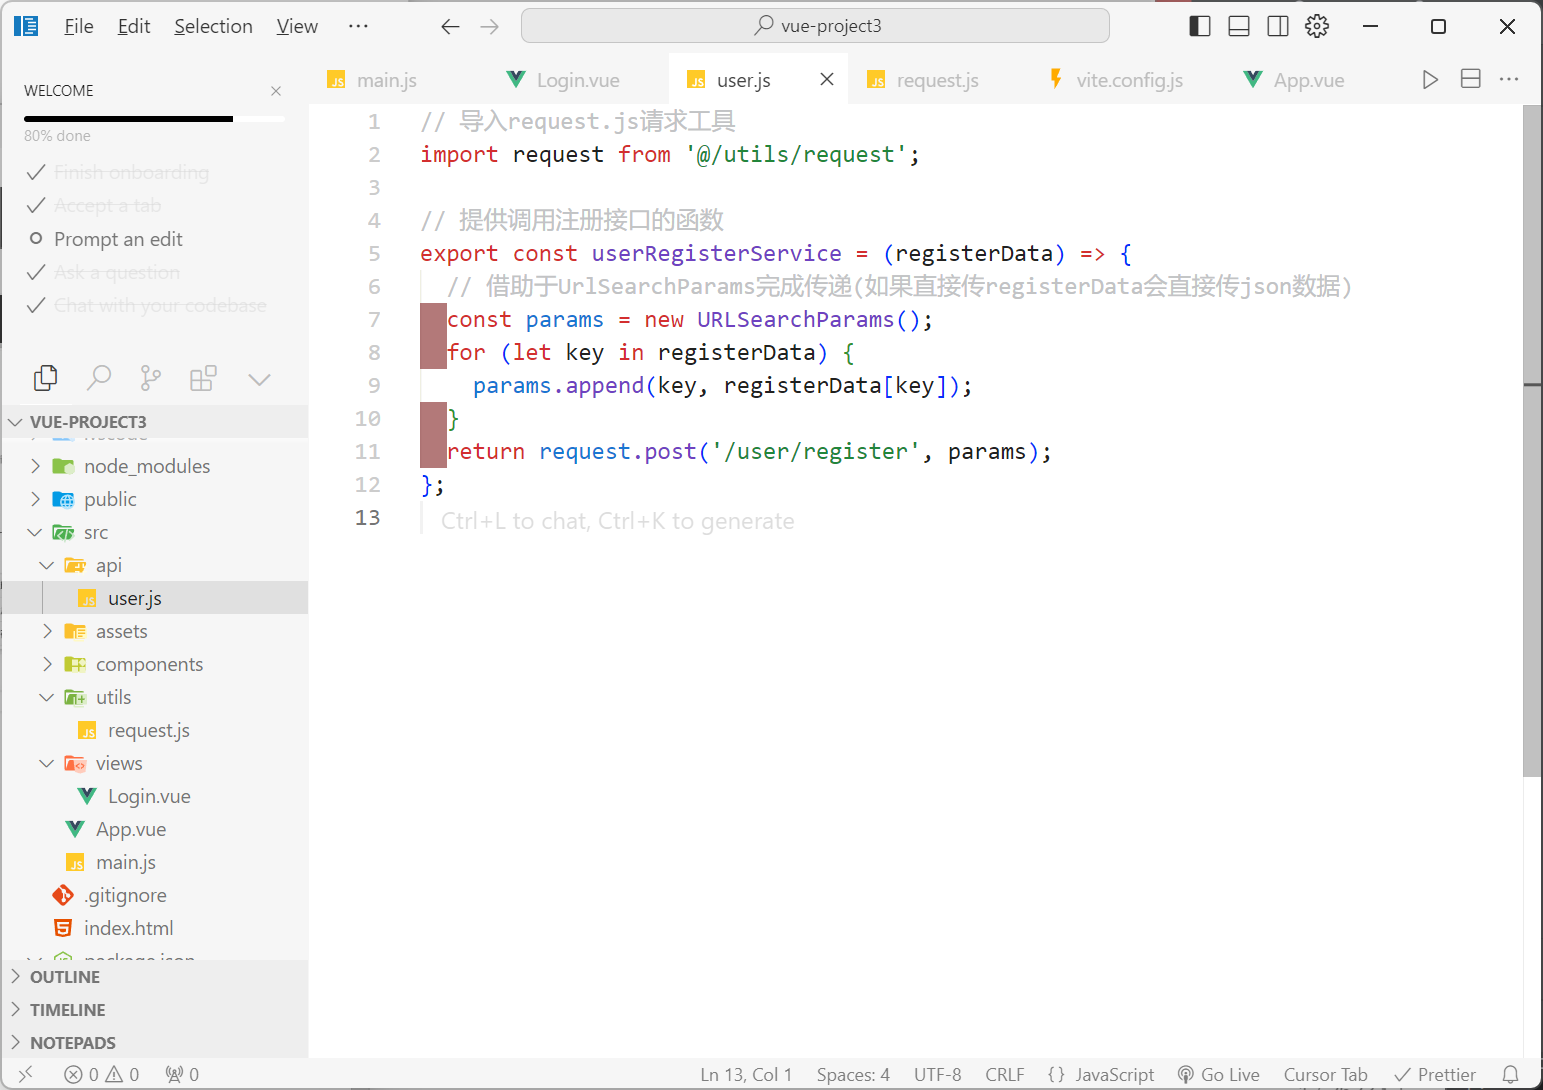 File Edit Selection View ··· vue-project3
WELCOME
80% done
Finish onboarding
Accept a tab
Prompt an edit
Ask a question
Chat with your codebase
VUE-PROJECT3
node_modules
public
src
api
user.js
assets
components
utils
request.js
views
Login.vue
App.vue
main.js
.gitignore
index.html
package.json
OUTLINE
TIMELINE
NOTEPADS
main.js Login.vue user.js request.js vite.config.js App.vue
1 // 导入request.js请求工具
2 import request from '@/utils/request';
3
4 // 提供调用注册接口的函数
5 export const userRegisterService = (registerData) => {
6 // 借助于UrlSearchParams完成传递(如果直接传registerData会直接传json数据)
7 const params = new URLSearchParams();
8 for (let key in registerData) {
9 params.append(key, registerData[key]);
10 }
11 return request.post('/user/register', params);
12 };
13 Ctrl+L to chat, Ctrl+K to generate
0 0 0 Ln 13, Col 1 Spaces: 4 UTF-8 CRLF {} JavaScript Go Live Cursor Tab Prettier